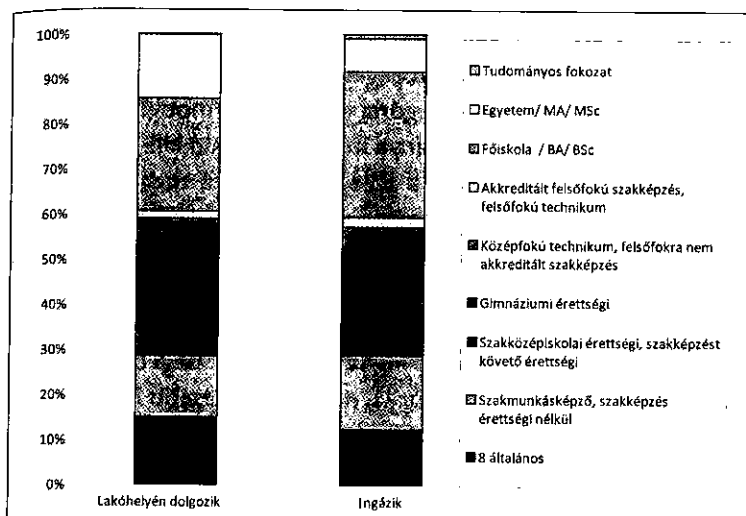 100%
90%
80%
70%
60%
50%
40%
30%
20%
10%
0%
Lakóhelyén dolgozik
Ingázik
Tudományos fokozat
Egyetem/ MA/ MSc
Főiskola / BA/ BSc
Akkreditált felsőfokú szakképzés,
felsőfokú technikum
Középfokú technikum, felsőfokra nem
akkreditált szakképzés
Gimnáziumi érettségi
Szakközépiskolai érettségi, szakképzést
követő érettségi
Szakmunkásképző, szakképzés
érettségi nélkül
8 általános